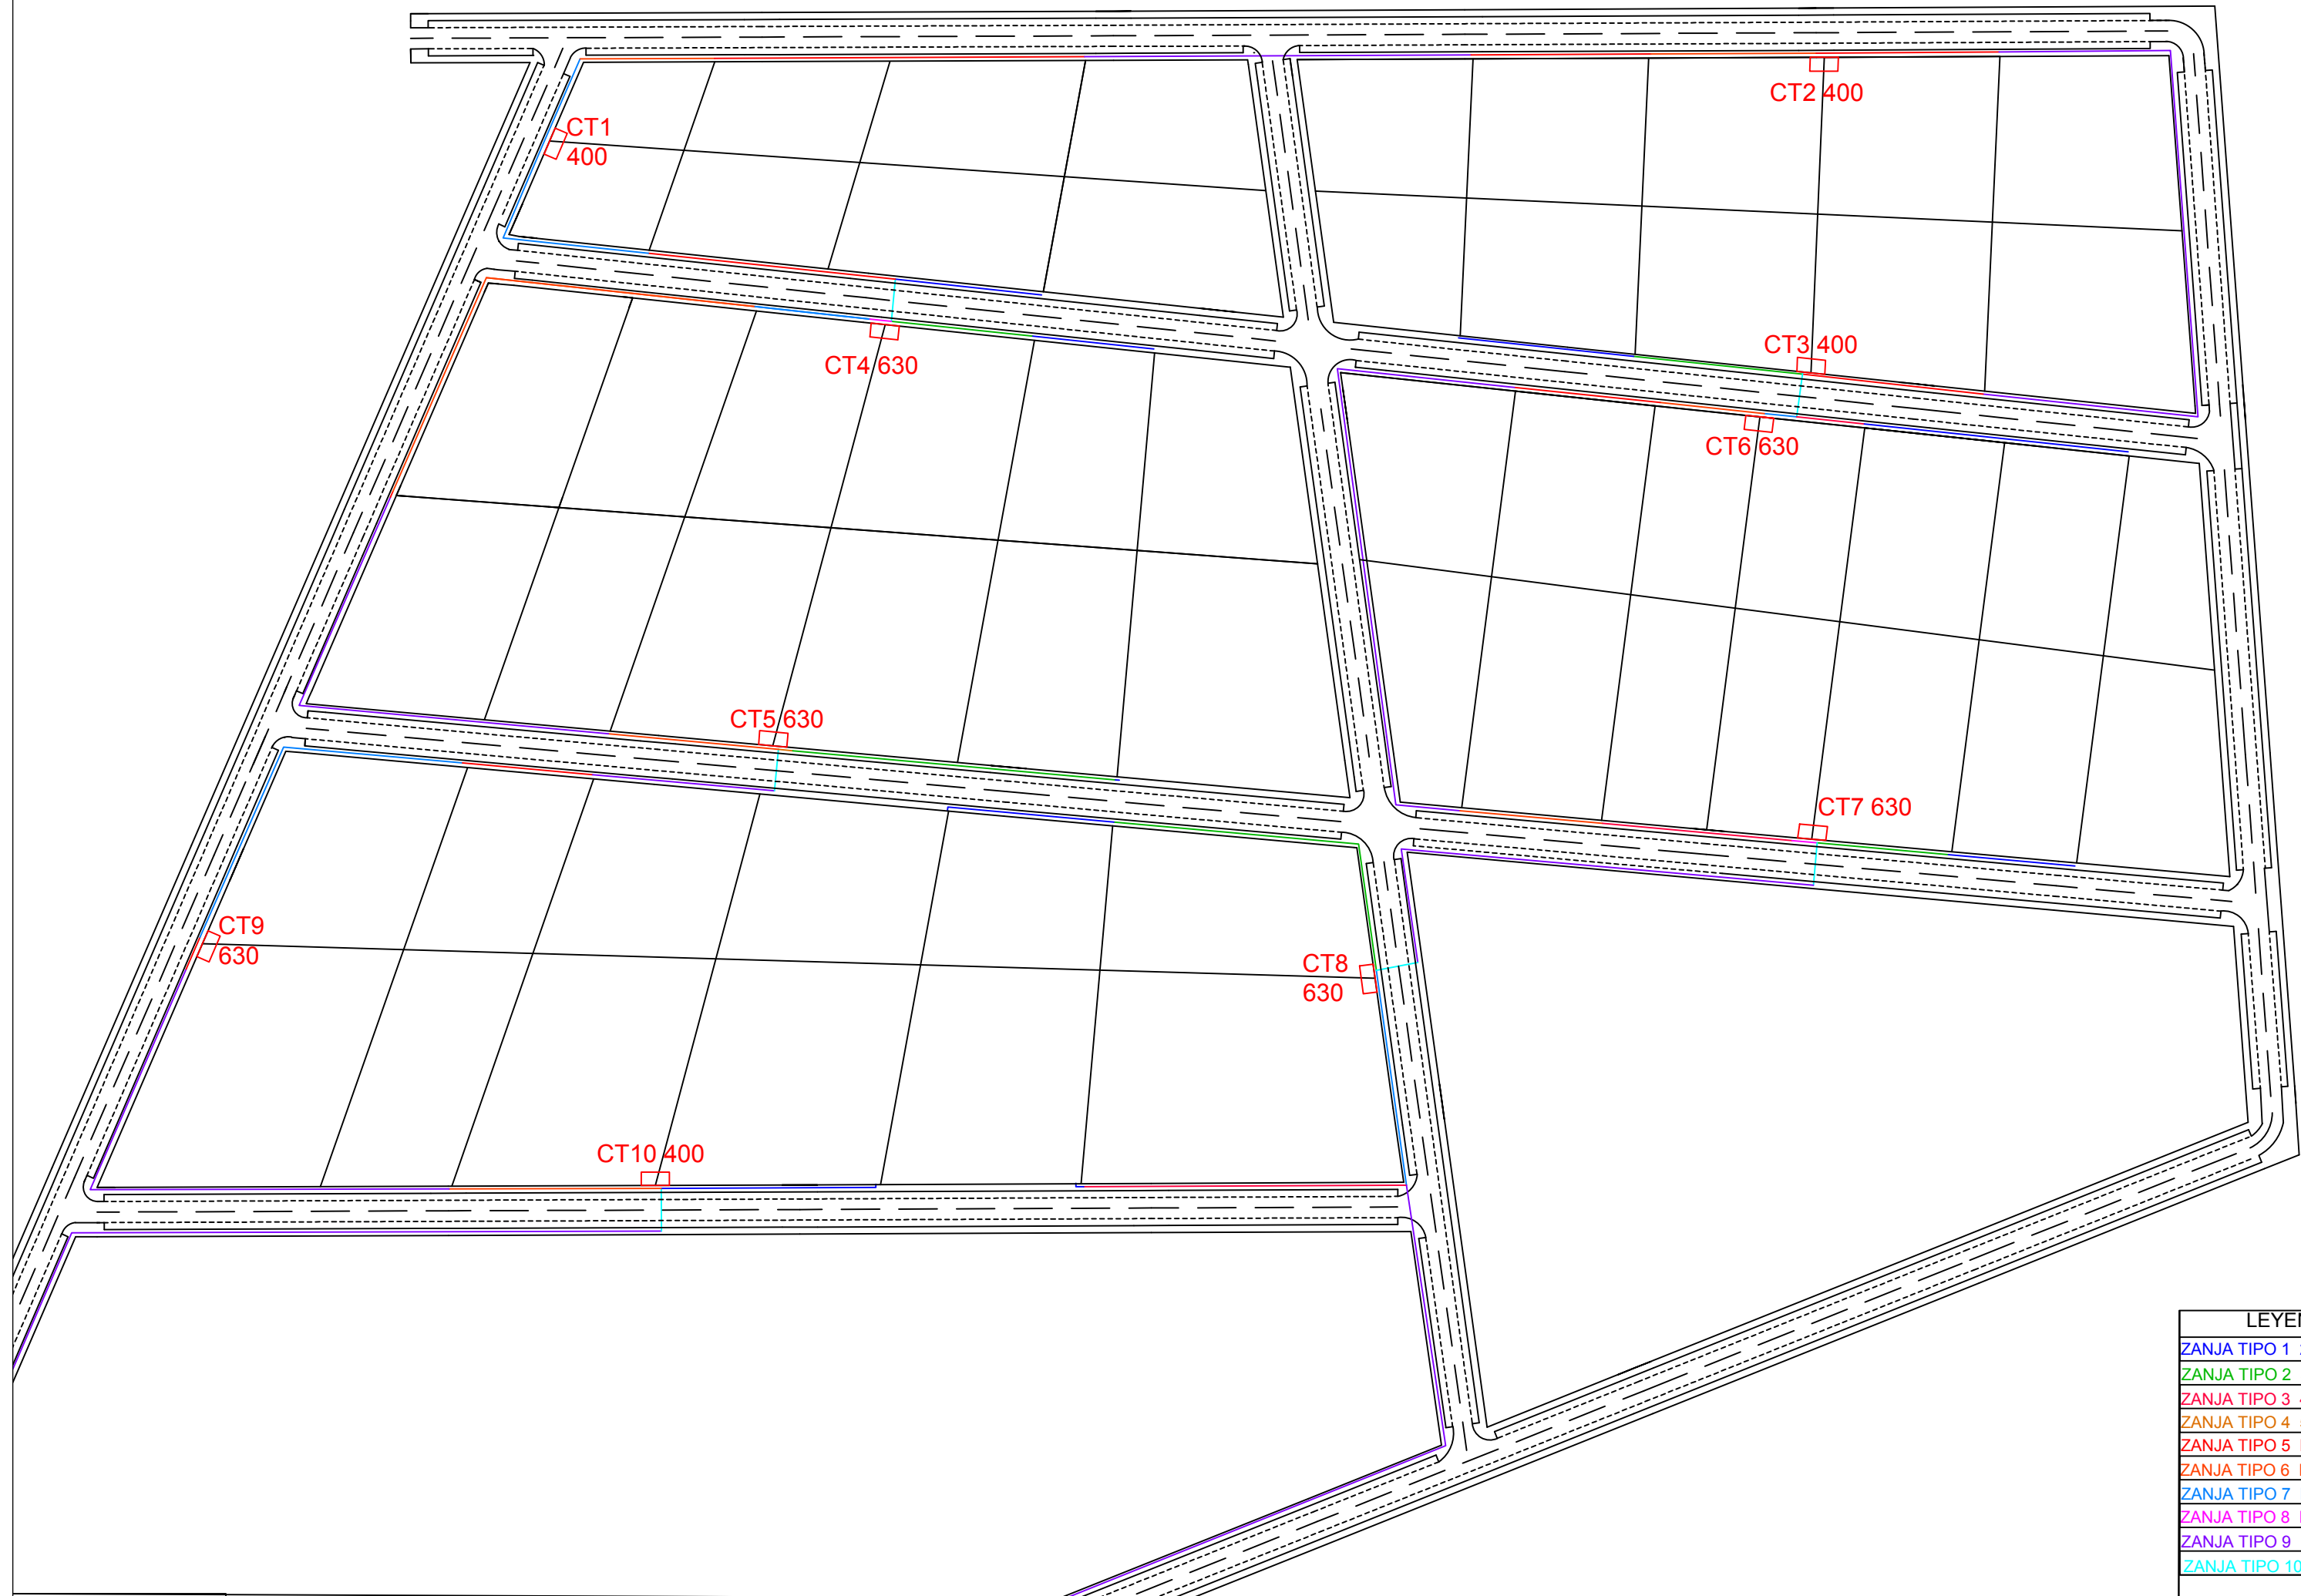 CT1
400
CT2 400
CT3 400
CT4 630
CT6 630
CT5 630
CT7 630
CT9
630
CT8
630
CT10 400
ZANJA TIPO 1
ZANJA TIPO 2
ZANJA TIPO 3
ZANJA TIPO 4
ZANJA TIPO 5
ZANJA TIPO 6
ZANJA TIPO 7
ZANJA TIPO 8
ZANJA TIPO 9
ZANJA TIPO 10